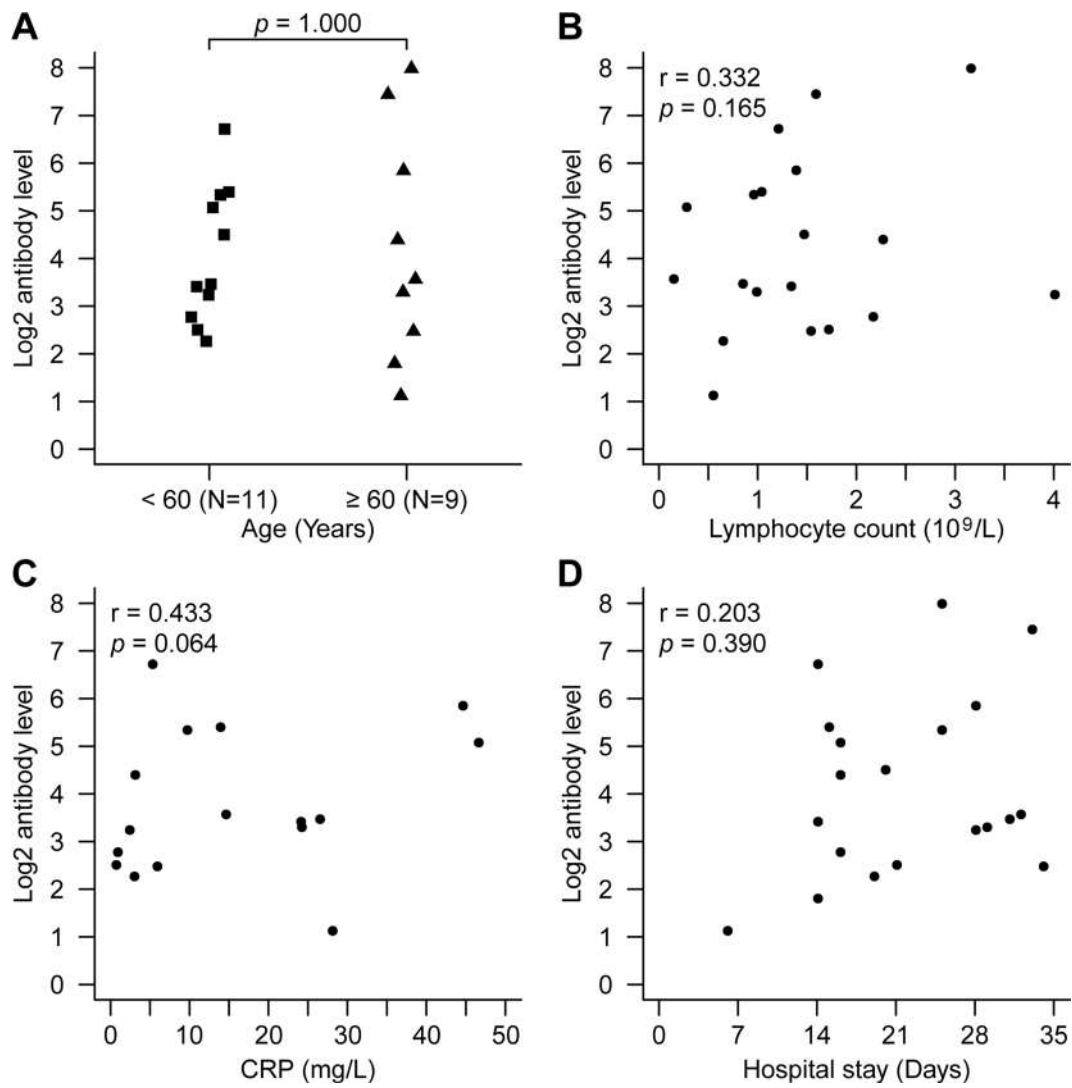 A
p = 1.000
8
7
6
5
4
3
2
1
0
Log2 antibody level
< 60 (N=11)
≥ 60 (N=9)
Age (Years)
B
r = 0.332
p = 0.165
8
7
6
5
4
3
2
1
0
Log2 antibody level
0 1 2 3 4
Lymphocyte count (10⁹/L)
C
r = 0.433
p = 0.064
8
7
6
5
4
3
2
1
0
Log2 antibody level
0 10 20 30 40 50
CRP (mg/L)
D
r = 0.203
p = 0.390
8
7
6
5
4
3
2
1
0
Log2 antibody level
0 7 14 21 28 35
Hospital stay (Days)